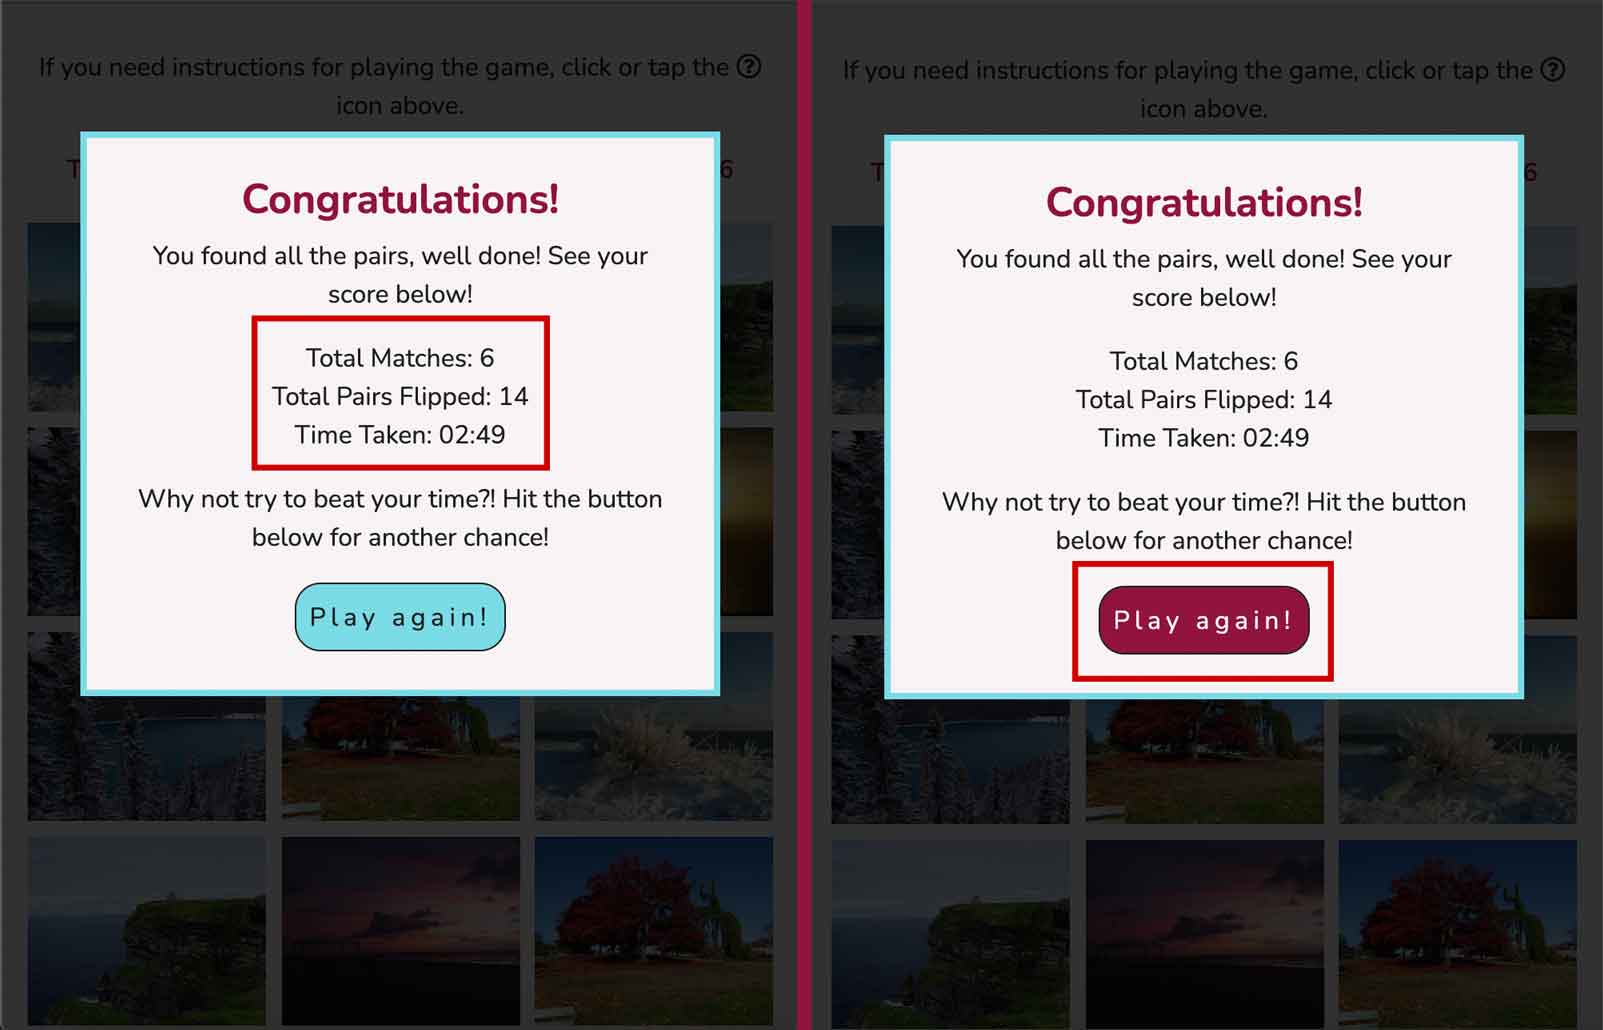 If you need instructions for playing the game, click or tap the ?
icon above.
T 6
Congratulations!
You found all the pairs, well done! See your
score below!
Total Matches: 6
Total Pairs Flipped: 14
Time Taken: 02:49
Why not try to beat your time?! Hit the button
below for another chance!
Play again!
If you need instructions for playing the game, click or tap the ?
icon above.
T 6
Congratulations!
You found all the pairs, well done! See your
score below!
Total Matches: 6
Total Pairs Flipped: 14
Time Taken: 02:49
Why not try to beat your time?! Hit the button
below for another chance!
Play again!